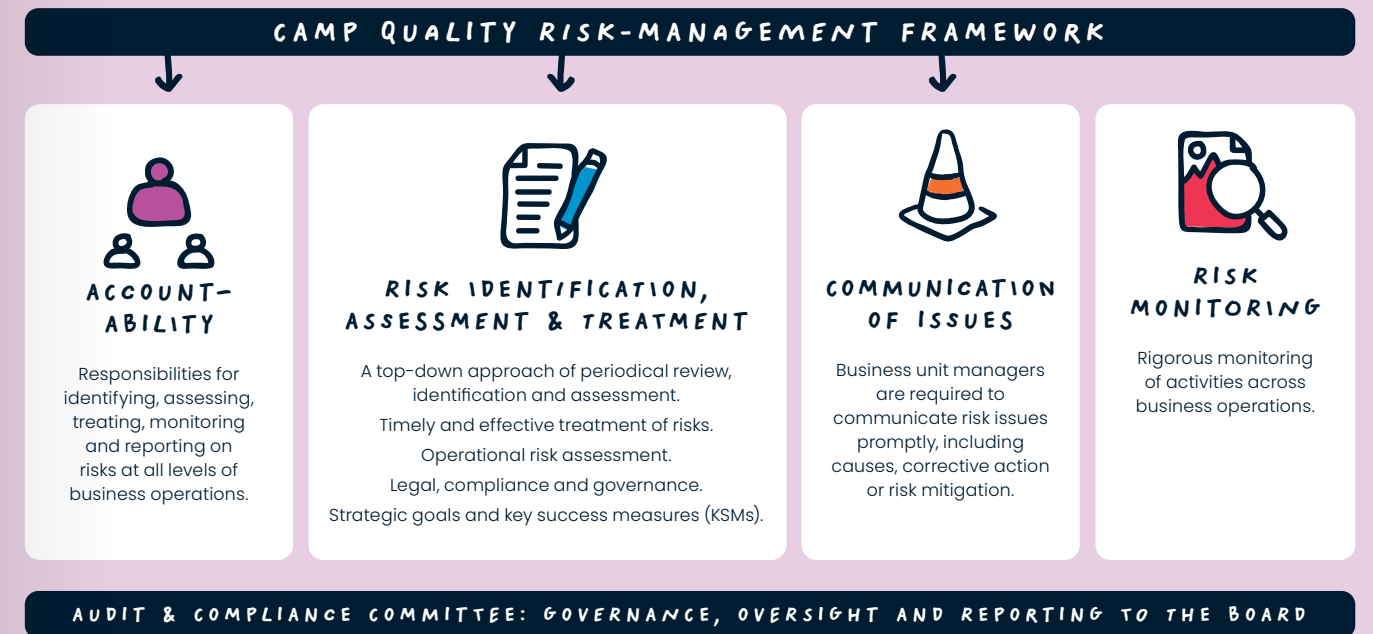 CAMP QUALITY RISK-MANAGEMENT FRAMEWORK
ACCOUNT-
ABILITY
Responsibilities for
identifying, assessing,
treating, monitoring
and reporting on
risks at all levels of
business operations.
RISK IDENTIFICATION,
ASSESSMENT & TREATMENT
A top-down approach of periodical review,
identification and assessment.
Timely and effective treatment of risks.
Operational risk assessment.
Legal, compliance and governance.
Strategic goals and key success measures (KSMs).
COMMUNICATION
OF ISSUES
Business unit managers
are required to
communicate risk issues
promptly, including
causes, corrective action
or risk mitigation.
RISK
MONITORING
Rigorous monitoring
of activities across
business operations.
AUDIT & COMPLIANCE COMMITTEE: GOVERNANCE, OVERSIGHT AND REPORTING TO THE BOARD